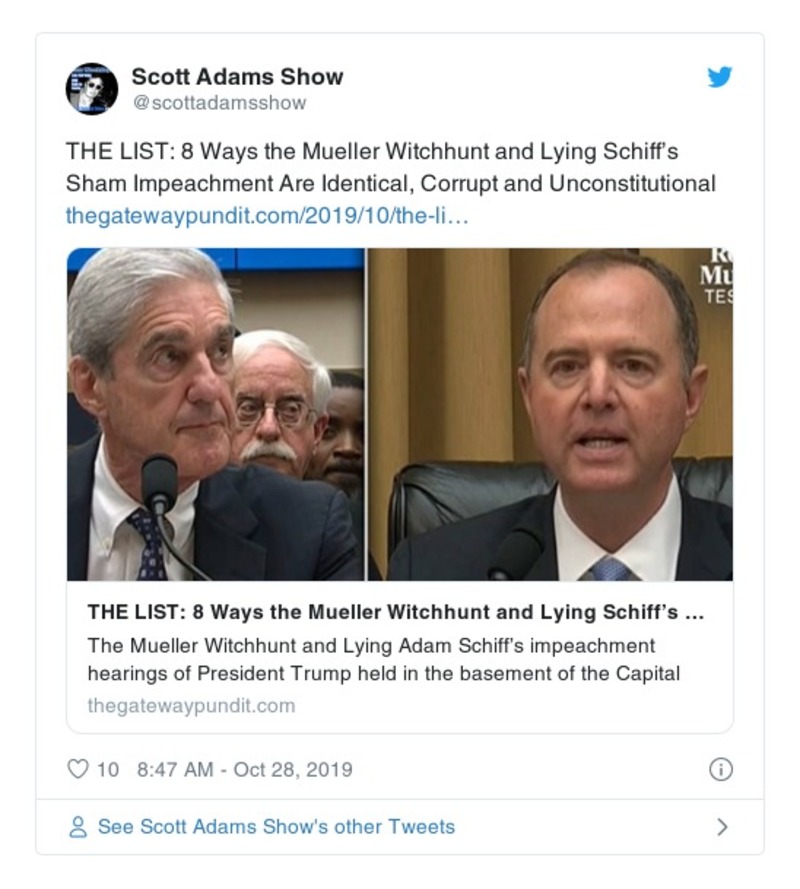 Scott Adams Show
@scottadamsshow
THE LIST: 8 Ways the Mueller Witchhunt and Lying Schiff's
Sham Impeachment Are Identical, Corrupt and Unconstitutional
thegatewaypundit.com/2019/10/the-li…
THE LIST: 8 Ways the Mueller Witchhunt and Lying Schiff's ...
The Mueller Witchhunt and Lying Adam Schiff's impeachment
hearings of President Trump held in the basement of the Capital
thegatewaypundit.com
10 8:47 AM - Oct 28, 2019
See Scott Adams Show's other Tweets